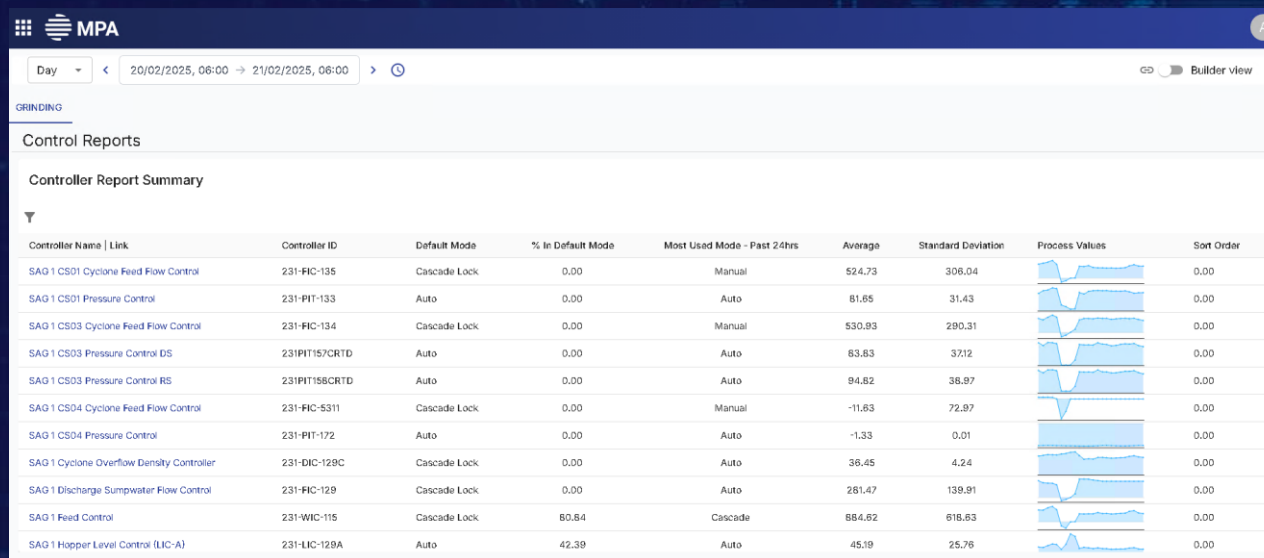 MPA
Day 20/02/2025, 06:00 → 21/02/2025, 06:00 Builder view
GRINDING
Control Reports
Controller Report Summary
Controller Name | Link Controller ID Default Mode % In Default Mode Most Used Mode - Past 24hrs Average Standard Deviation Process Values Sort Order
SAG 1 CS01 Cyclone Feed Flow Control 231-FIC-135 Cascade Lock 0.00 Manual 524.73 306.04 0.00
SAG 1 CS01 Pressure Control 231-PIT-133 Auto 0.00 Auto 81.65 31.43 0.00
SAG 1 CS03 Cyclone Feed Flow Control 231-FIC-134 Cascade Lock 0.00 Manual 530.93 290.31 0.00
SAG 1 CS03 Pressure Control DS 231PIT157CRTD Auto 0.00 Auto 83.83 37.12 0.00
SAG 1 CS03 Pressure Control RS 231PIT158CRTD Auto 0.00 Auto 94.82 38.97 0.00
SAG 1 CS04 Cyclone Feed Flow Control 231-FIC-5311 Cascade Lock 0.00 Manual -11.63 72.97 0.00
SAG 1 CS04 Pressure Control 231-PIT-172 Auto 0.00 Auto -1.33 0.01 0.00
SAG 1 Cyclone Overflow Density Controller 231-DIC-129C Cascade Lock 0.00 Auto 36.45 4.24 0.00
SAG 1 Discharge Sumpwater Flow Control 231-FIC-129 Cascade Lock 0.00 Auto 281.47 139.91 0.00
SAG 1 Feed Control 231-WIC-115 Cascade Lock 80.84 Cascade 884.62 618.63 0.00
SAG 1 Hopper Level Control (LIC-A) 231-LIC-129A Auto 42.39 Auto 45.19 25.76 0.00